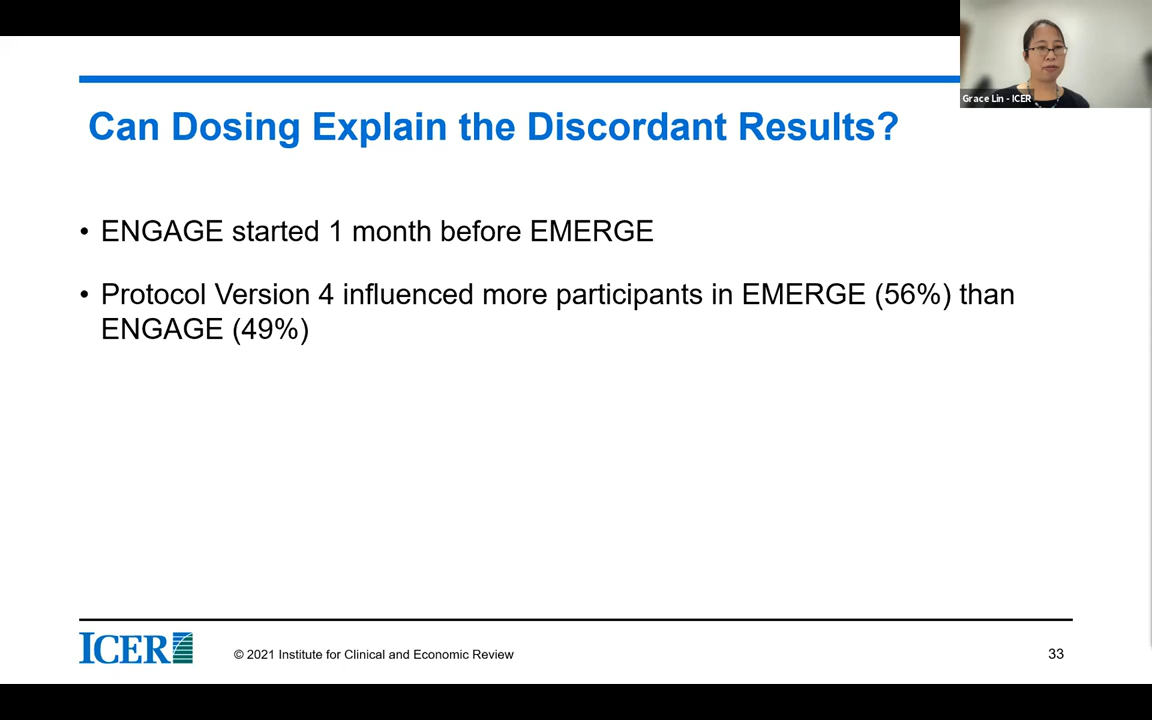 Grace Lin - ICER
Can Dosing Explain the Discordant Results?
• ENGAGE started 1 month before EMERGE
• Protocol Version 4 influenced more participants in EMERGE (56%) than
ENGAGE (49%)
ICER
© 2021 Institute for Clinical and Economic Review
33